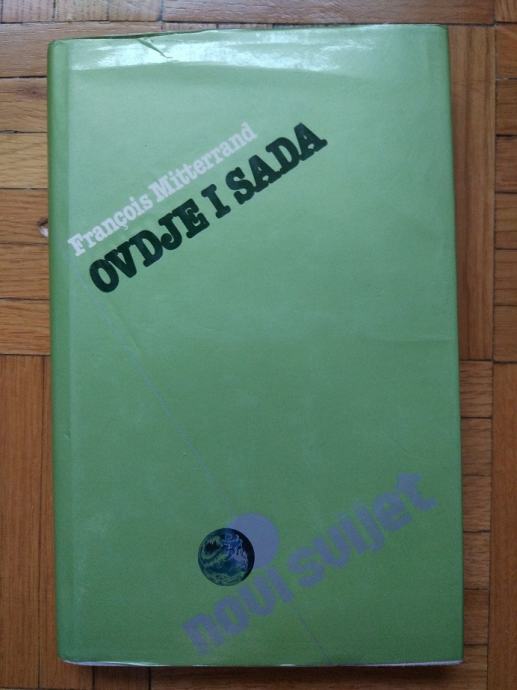 François Mitterrand
OVDJE I SADA
novi svijet